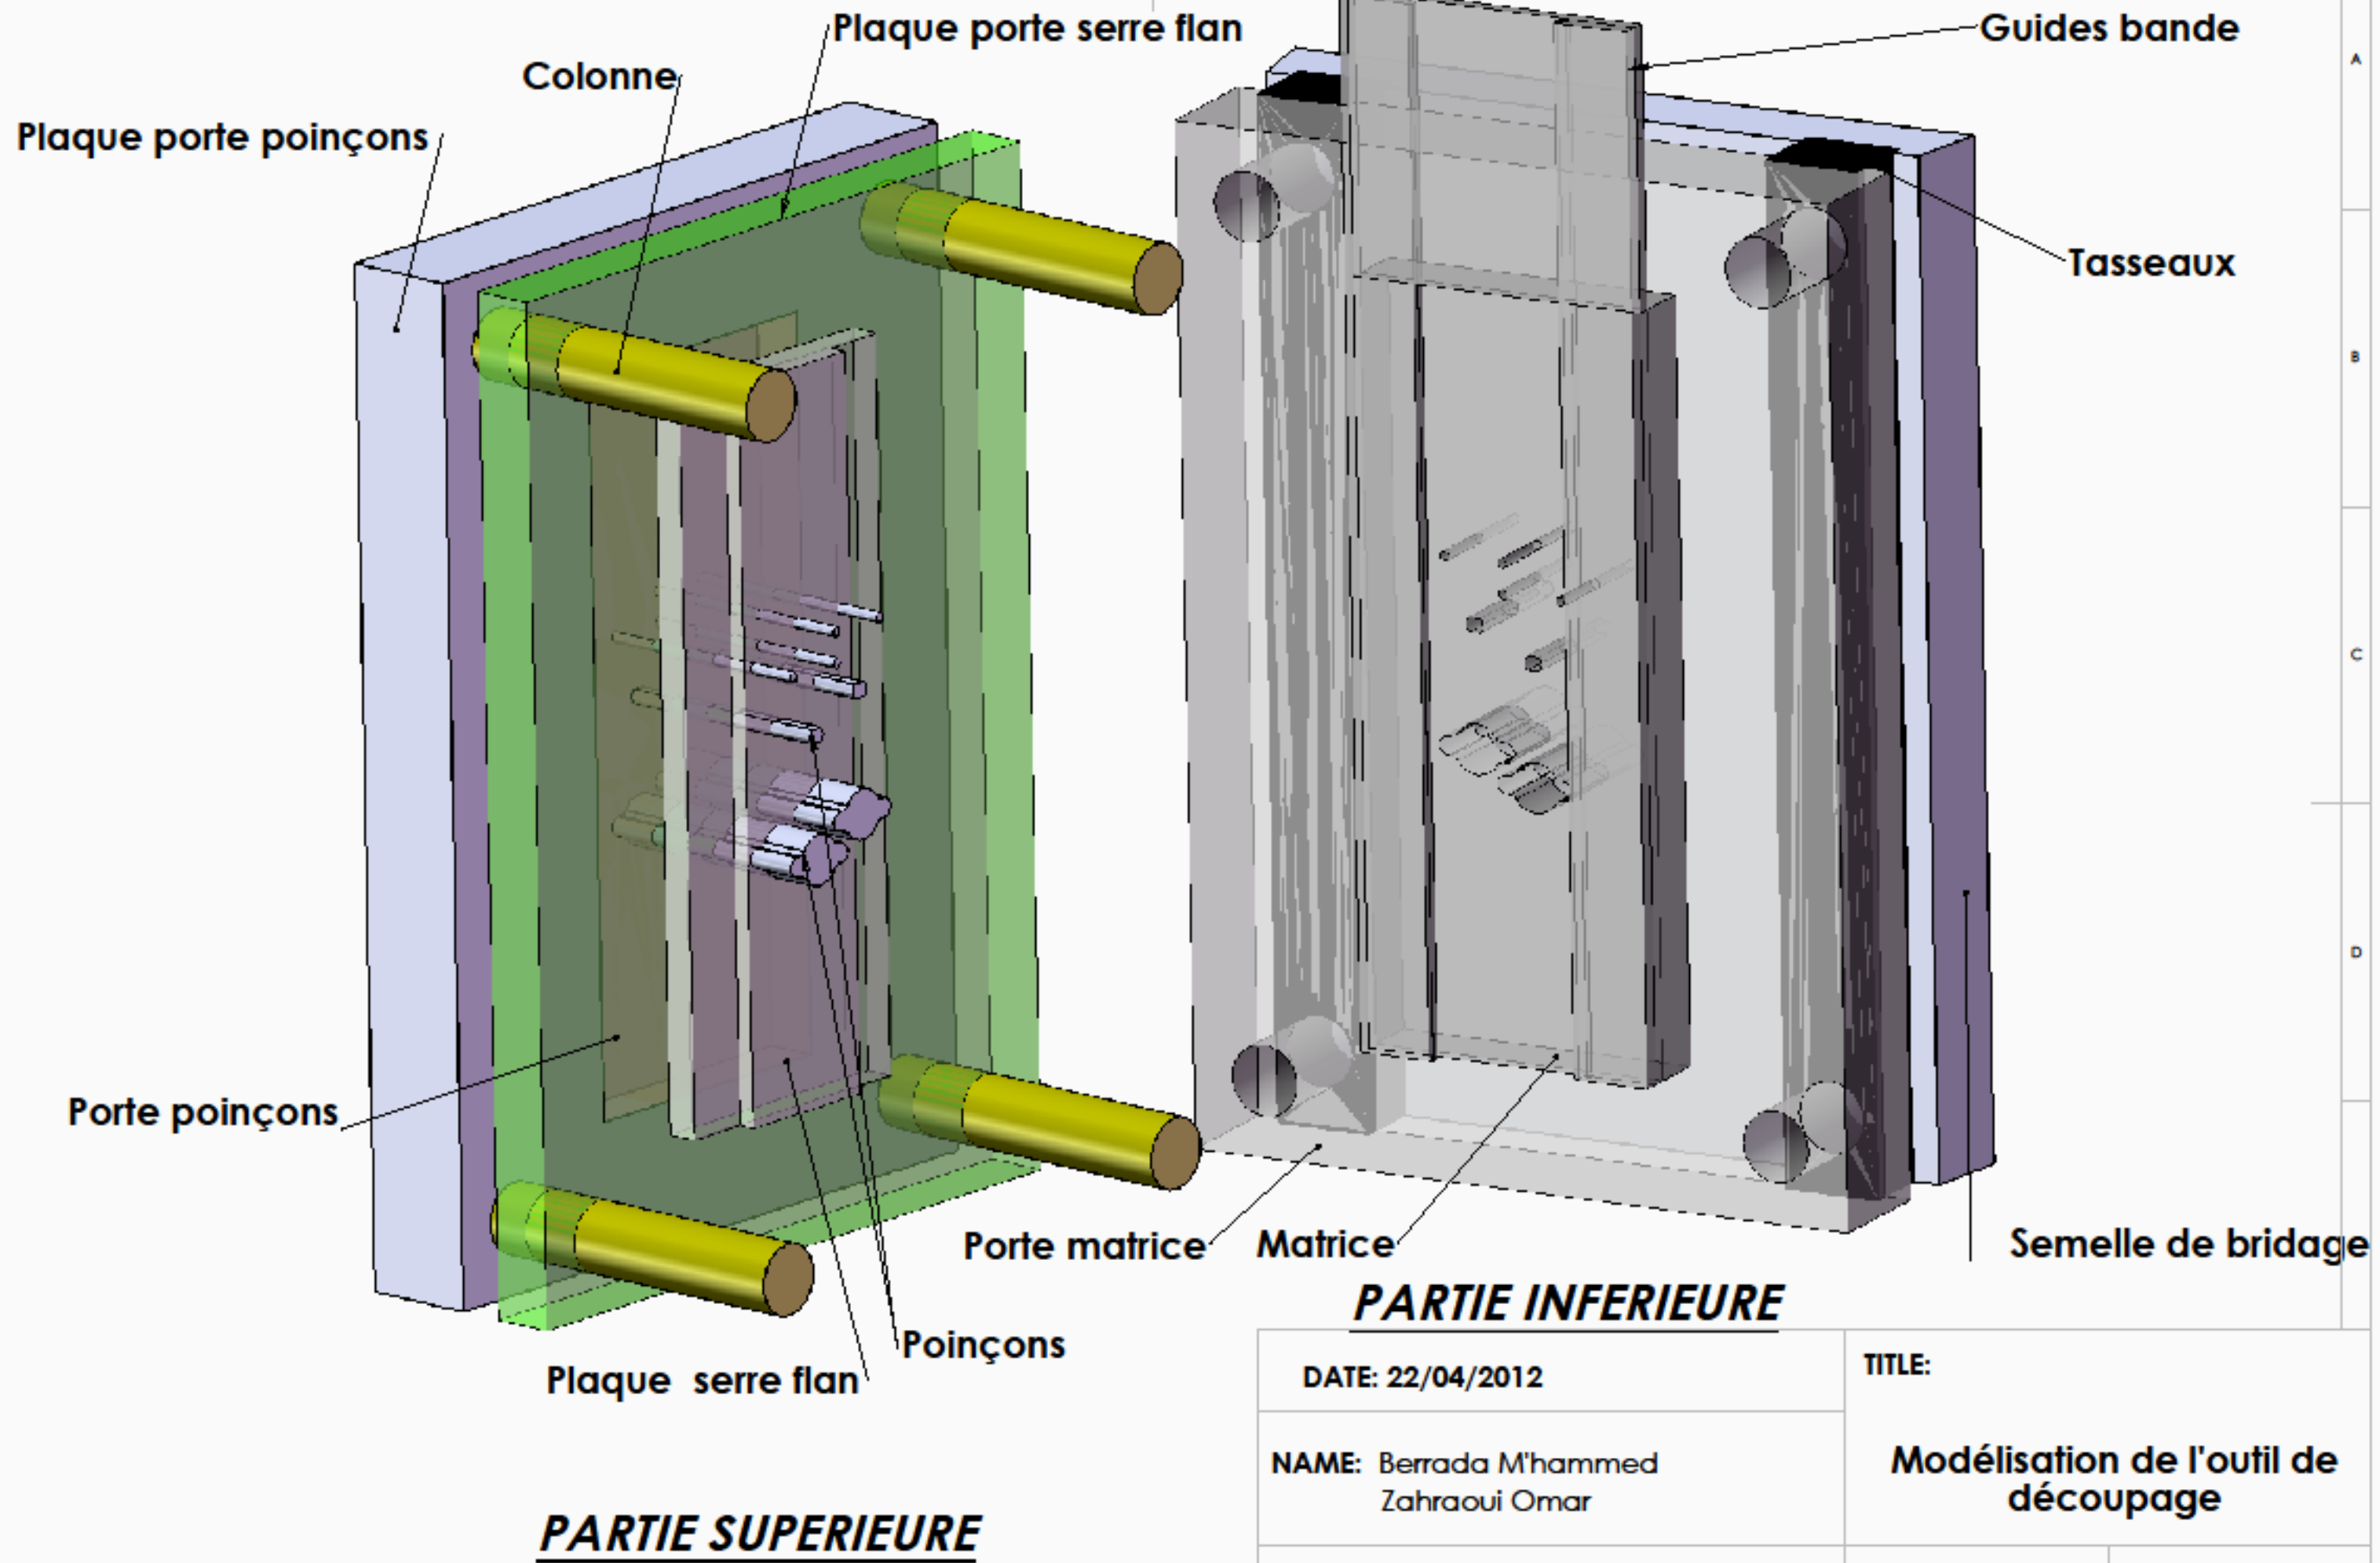 Plaque porte serre flan
Guides bande
Colonne
A
Plaque porte poinçons
Tasseaux
B
C
D
Porte poinçons
Porte matrice
Matrice
Semelle de bridage
PARTIE INFERIEURE
Poinçons
Plaque  serre flan
DATE: 22/04/2012
TITLE:
NAME: Berrada M'hammed
Zahraoui Omar
Modélisation de l'outil de
découpage
PARTIE SUPERIEURE